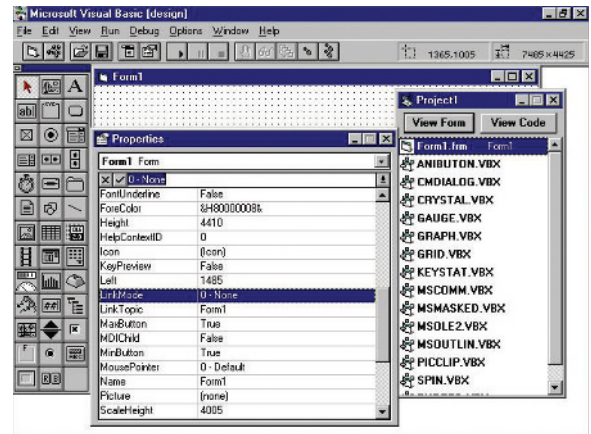 Microsoft Visual Basic [design]
File Edit View Run Debug Options Window Help
1365,1005
7485×4425
Form1
Project1
View Form View Code
Form1.frm Form1
ANIBUTON.VBX
CMDIALOG.VBX
CRYSTAL.VBX
GAUGE.VBX
GRAPH.VBX
GRID.VBX
KEYSTAT.VBX
MSCOMM.VBX
MSMASKED.VBX
MSOLE2.VBX
MSOUTLIN.VBX
PICCLIP.VBX
SPIN.VBX
Properties
Form1 Form
0 - None
FontUnderline False
ForeColor &H80000008&
Height 4410
HelpContextID 0
Icon (Icon)
KeyPreview False
Left 1485
LinkMode 0 - None
LinkTopic Form1
MaxButton True
MDIChild False
MinButton True
MousePointer 0 - Default
Name Form1
Picture (none)
ScaleHeight 4005
A
ab
##